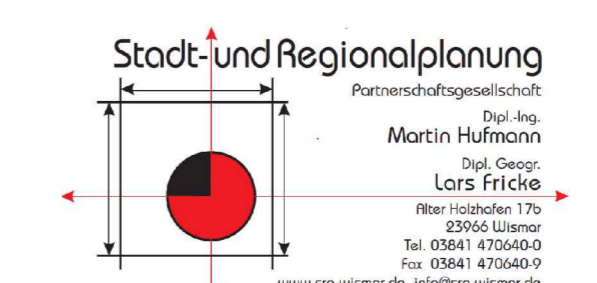 Stadt- und Regionalplanung
Partnerschaftsgesellschaft
Dipl.-Ing.
Martin Hufmann
Dipl. Geogr.
Lars Fricke
Alter Holzhafen 17b
23966 Wismar
Tel. 03841 470640-0
Fax 03841 470640-9